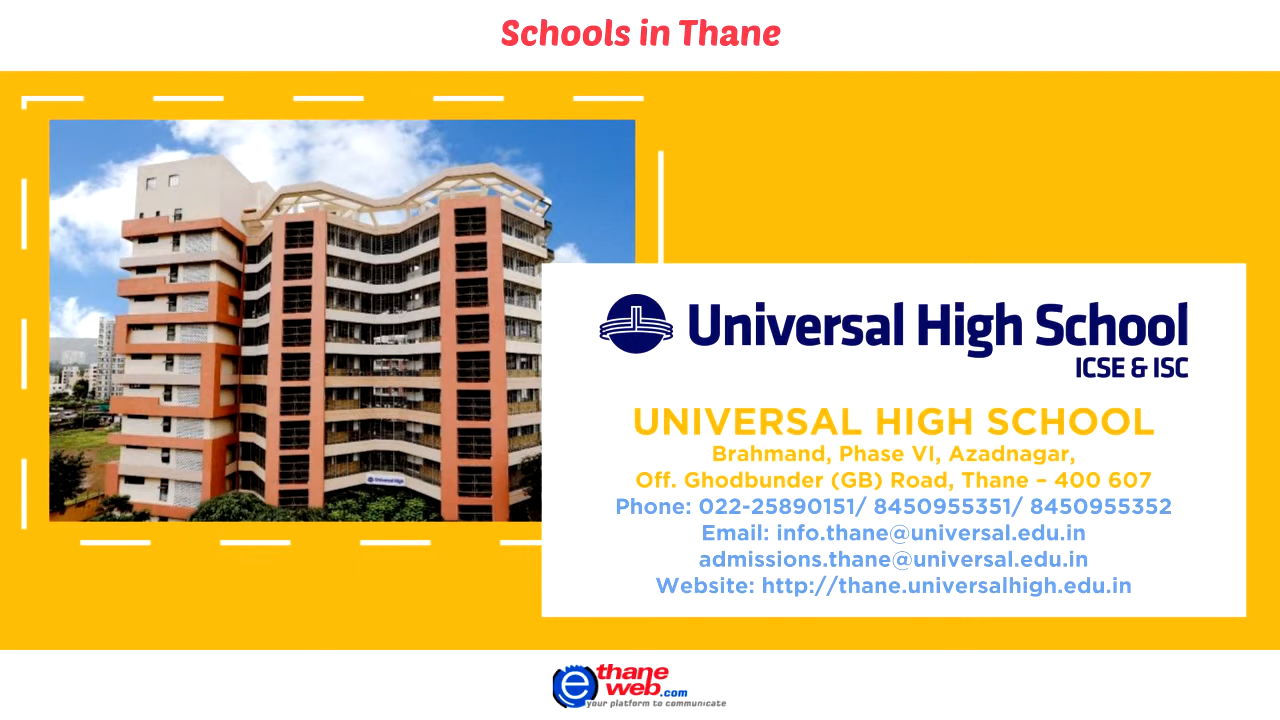 Schools in Thane
Universal High
Universal High School
ICSE & ISC
UNIVERSAL HIGH SCHOOL
Brahmand, Phase VI, Azadnagar,
Off. Ghodbunder (GB) Road, Thane – 400 607
Phone: 022-25890151/ 8450955351/ 8450955352
Email: info.thane@universal.edu.in
admissions.thane@universal.edu.in
Website: http://thane.universalhigh.edu.in
e thane
web.com
your platform to communicate